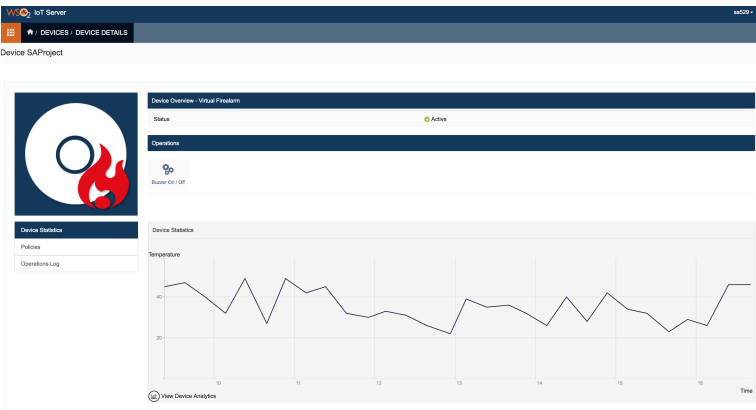 WSO2 IoT Server
ss529
/ DEVICES / DEVICE DETAILS
Device SAProject
Device Overview - Virtual Firealarm
Status Active
Operations
Buzzer On / Off
Device Statistics
Policies
Operations Log
Device Statistics
Temperature
40
20
10 11 12 13 14 15 16
Time
View Device Analytics